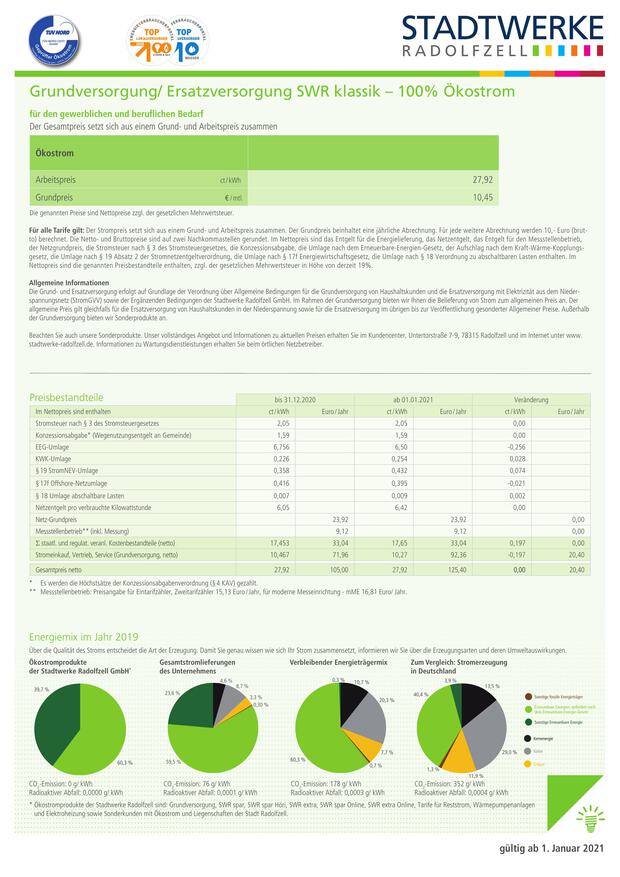 TÜV NORD
Geprüfter Ökostrom
TOP
TOP
STADTWERKE
RADOLFZELL
Grundversorgung/ Ersatzversorgung SWR klassik – 100% Ökostrom
für den gewerblichen und beruflichen Bedarf
Der Gesamtpreis setzt sich aus einem Grund- und Arbeitspreis zusammen
Ökostrom
Arbeitspreis ct/kWh 27,92
Grundpreis €/mtl. 10,45
Die genannten Preise sind Nettopreise zzgl. der gesetzlichen Mehrwertsteuer.
Für alle Tarife gilt: Der Strompreis setzt sich aus einem Grund- und Arbeitspreis zusammen. Der Grundpreis beinhaltet eine jährliche Abrechnung. Für jede weitere Abrechnung werden 10,- Euro (brut-
to) berechnet. Die Netto- und Bruttopreise sind auf zwei Nachkommastellen gerundet. Im Nettopreis sind das Entgelt für die Energielieferung, das Netzentgelt, das Entgelt für den Messstellenbetrieb,
der Netzgrundpreis, die Stromsteuer nach § 3 des Stromsteuergesetzes, die Konzessionsabgabe, die Umlage nach dem Erneuerbare-Energien-Gesetz, der Aufschlag nach dem Kraft-Wärme-Kopplungs-
gesetz, die Umlage nach § 19 Absatz 2 der Stromnetzentgeltverordnung, die Umlage nach § 17f Energiewirtschaftsgesetz, die Umlage nach § 18 Verordnung zu abschaltbaren Lasten enthalten. Im
Nettopreis sind die genannten Preisbestandteile enthalten, zzgl. der gesetzlichen Mehrwertsteuer in Höhe von derzeit 19%.
Allgemeine Informationen
Die Grund- und Ersatzversorgung erfolgt auf Grundlage der Verordnung über Allgemeine Bedingungen für die Grundversorgung von Haushaltskunden und die Ersatzversorgung mit Elektrizität aus dem Nieder-
spannungsnetz (StromGVV) sowie der Ergänzenden Bedingungen der Stadtwerke Radolfzell GmbH. Im Rahmen der Grundversorgung bieten wir Ihnen die Belieferung von Strom zum allgemeinen Preis an. Der
allgemeine Preis gilt gleichfalls für die Ersatzversorgung von Haushaltskunden in der Niederspannung sowie für die Ersatzversorgung im übrigen bis zur Veröffentlichung gesonderter Allgemeiner Preise. Außerhalb
der Grundversorgung bieten wir Sonderprodukte an.
Beachten Sie auch unsere Sonderprodukte. Unser vollständiges Angebot und Informationen zu aktuellen Preisen erhalten Sie im Kundencenter, Untertorstraße 7-9, 78315 Radolfzell und im Internet unter www.
stadtwerke-radolfzell.de. Informationen zu Wartungsdienstleistungen erhalten Sie beim örtlichen Netzbetreiber.
Preisbestandteile bis 31.12.2020 ab 01.01.2021 Veränderung
Im Nettopreis sind enthalten ct/kWh Euro/Jahr ct/kWh Euro/Jahr ct/kWh Euro/Jahr
Stromsteuer nach § 3 des Stromsteuergesetzes 2,05 2,05 0,00
Konzessionsabgabe* (Wegenutzungsentgelt an Gemeinde) 1,59 1,59 0,00
EEG-Umlage 6,756 6,50 -0,256
KWK-Umlage 0,226 0,254 0,028
§ 19 StromNEV-Umlage 0,358 0,432 0,074
§ 17f Offshore-Netzumlage 0,416 0,395 -0,021
§ 18 Umlage abschaltbare Lasten 0,007 0,009 0,002
Netzentgelt pro verbrauchte Kilowattstunde 6,05 6,42 0,00
Netz-Grundpreis 23,92 23,92 0,00
Messstellenbetrieb** (inkl. Messung) 9,12 9,12 0,00
Σ staatl. und regulat. veranl. Kostenbestandteile (netto) 17,453 33,04 17,65 33,04 0,197 0,00
Stromeinkauf, Vertrieb, Service (Grundversorgung, netto) 10,467 71,96 10,27 92,36 -0,197 20,40
Gesamtpreis netto 27,92 105,00 27,92 125,40 0,00 20,40
* Es werden die Höchstsätze der Konzessionsabgabenverordnung (§ 4 KAV) gezahlt.
** Messstellenbetrieb: Preisangabe für Eintarifzähler, Zweitarifzähler 15,13 Euro/Jahr, für moderne Messeinrichtung - mME 16,81 Euro/ Jahr.
Energiemix im Jahr 2019
Über die Qualität des Stroms entscheidet die Art der Erzeugung. Damit Sie genau wissen wie sich Ihr Strom zusammensetzt, informieren wir Sie über die Erzeugungsarten und deren Umweltauswirkungen.
Ökostromprodukte
der Stadtwerke Radolfzell GmbH*
39,7 %
60,3 %
CO2-Emission: 0 g/ kWh
Radioaktiver Abfall: 0,0000 g/ kWh
Gesamtstromlieferungen
des Unternehmens
4,6 %
23,6 %
8,7 %
3,3 %
0,30 %
59,5 %
CO2-Emission: 76 g/ kWh
Radioaktiver Abfall: 0,0001 g/ kWh
Verbleibender Energieträgermix
0,3 %
10,7 %
20,3 %
7,7 %
0,7 %
60,3 %
CO2-Emission: 178 g/ kWh
Radioaktiver Abfall: 0,0003 g/ kWh
Zum Vergleich: Stromerzeugung
in Deutschland
3,9 %
13,5 %
40,4 %
29,0 %
1,3 %
11,9 %
CO2-Emission: 352 g/ kWh
Radioaktiver Abfall: 0,0004 g/ kWh
Sonstige fossile Energieträger
Erneuerbare Energien, gefördert nach
dem Erneuerbare-Energie-Gesetz
Sonstige Erneuerbare Energie
Kernenergie
Kohle
Erdgas
* Ökostromprodukte der Stadtwerke Radolfzell sind: Grundversorgung, SWR spar, SWR spar Höri, SWR extra, SWR spar Online, SWR extra Online, Tarife für Reststrom, Wärmepumpenanlagen
und Elektroheizung sowie Sonderkunden mit Ökostrom und Liegenschaften der Stadt Radolfzell.
gültig ab 1. Januar 2021